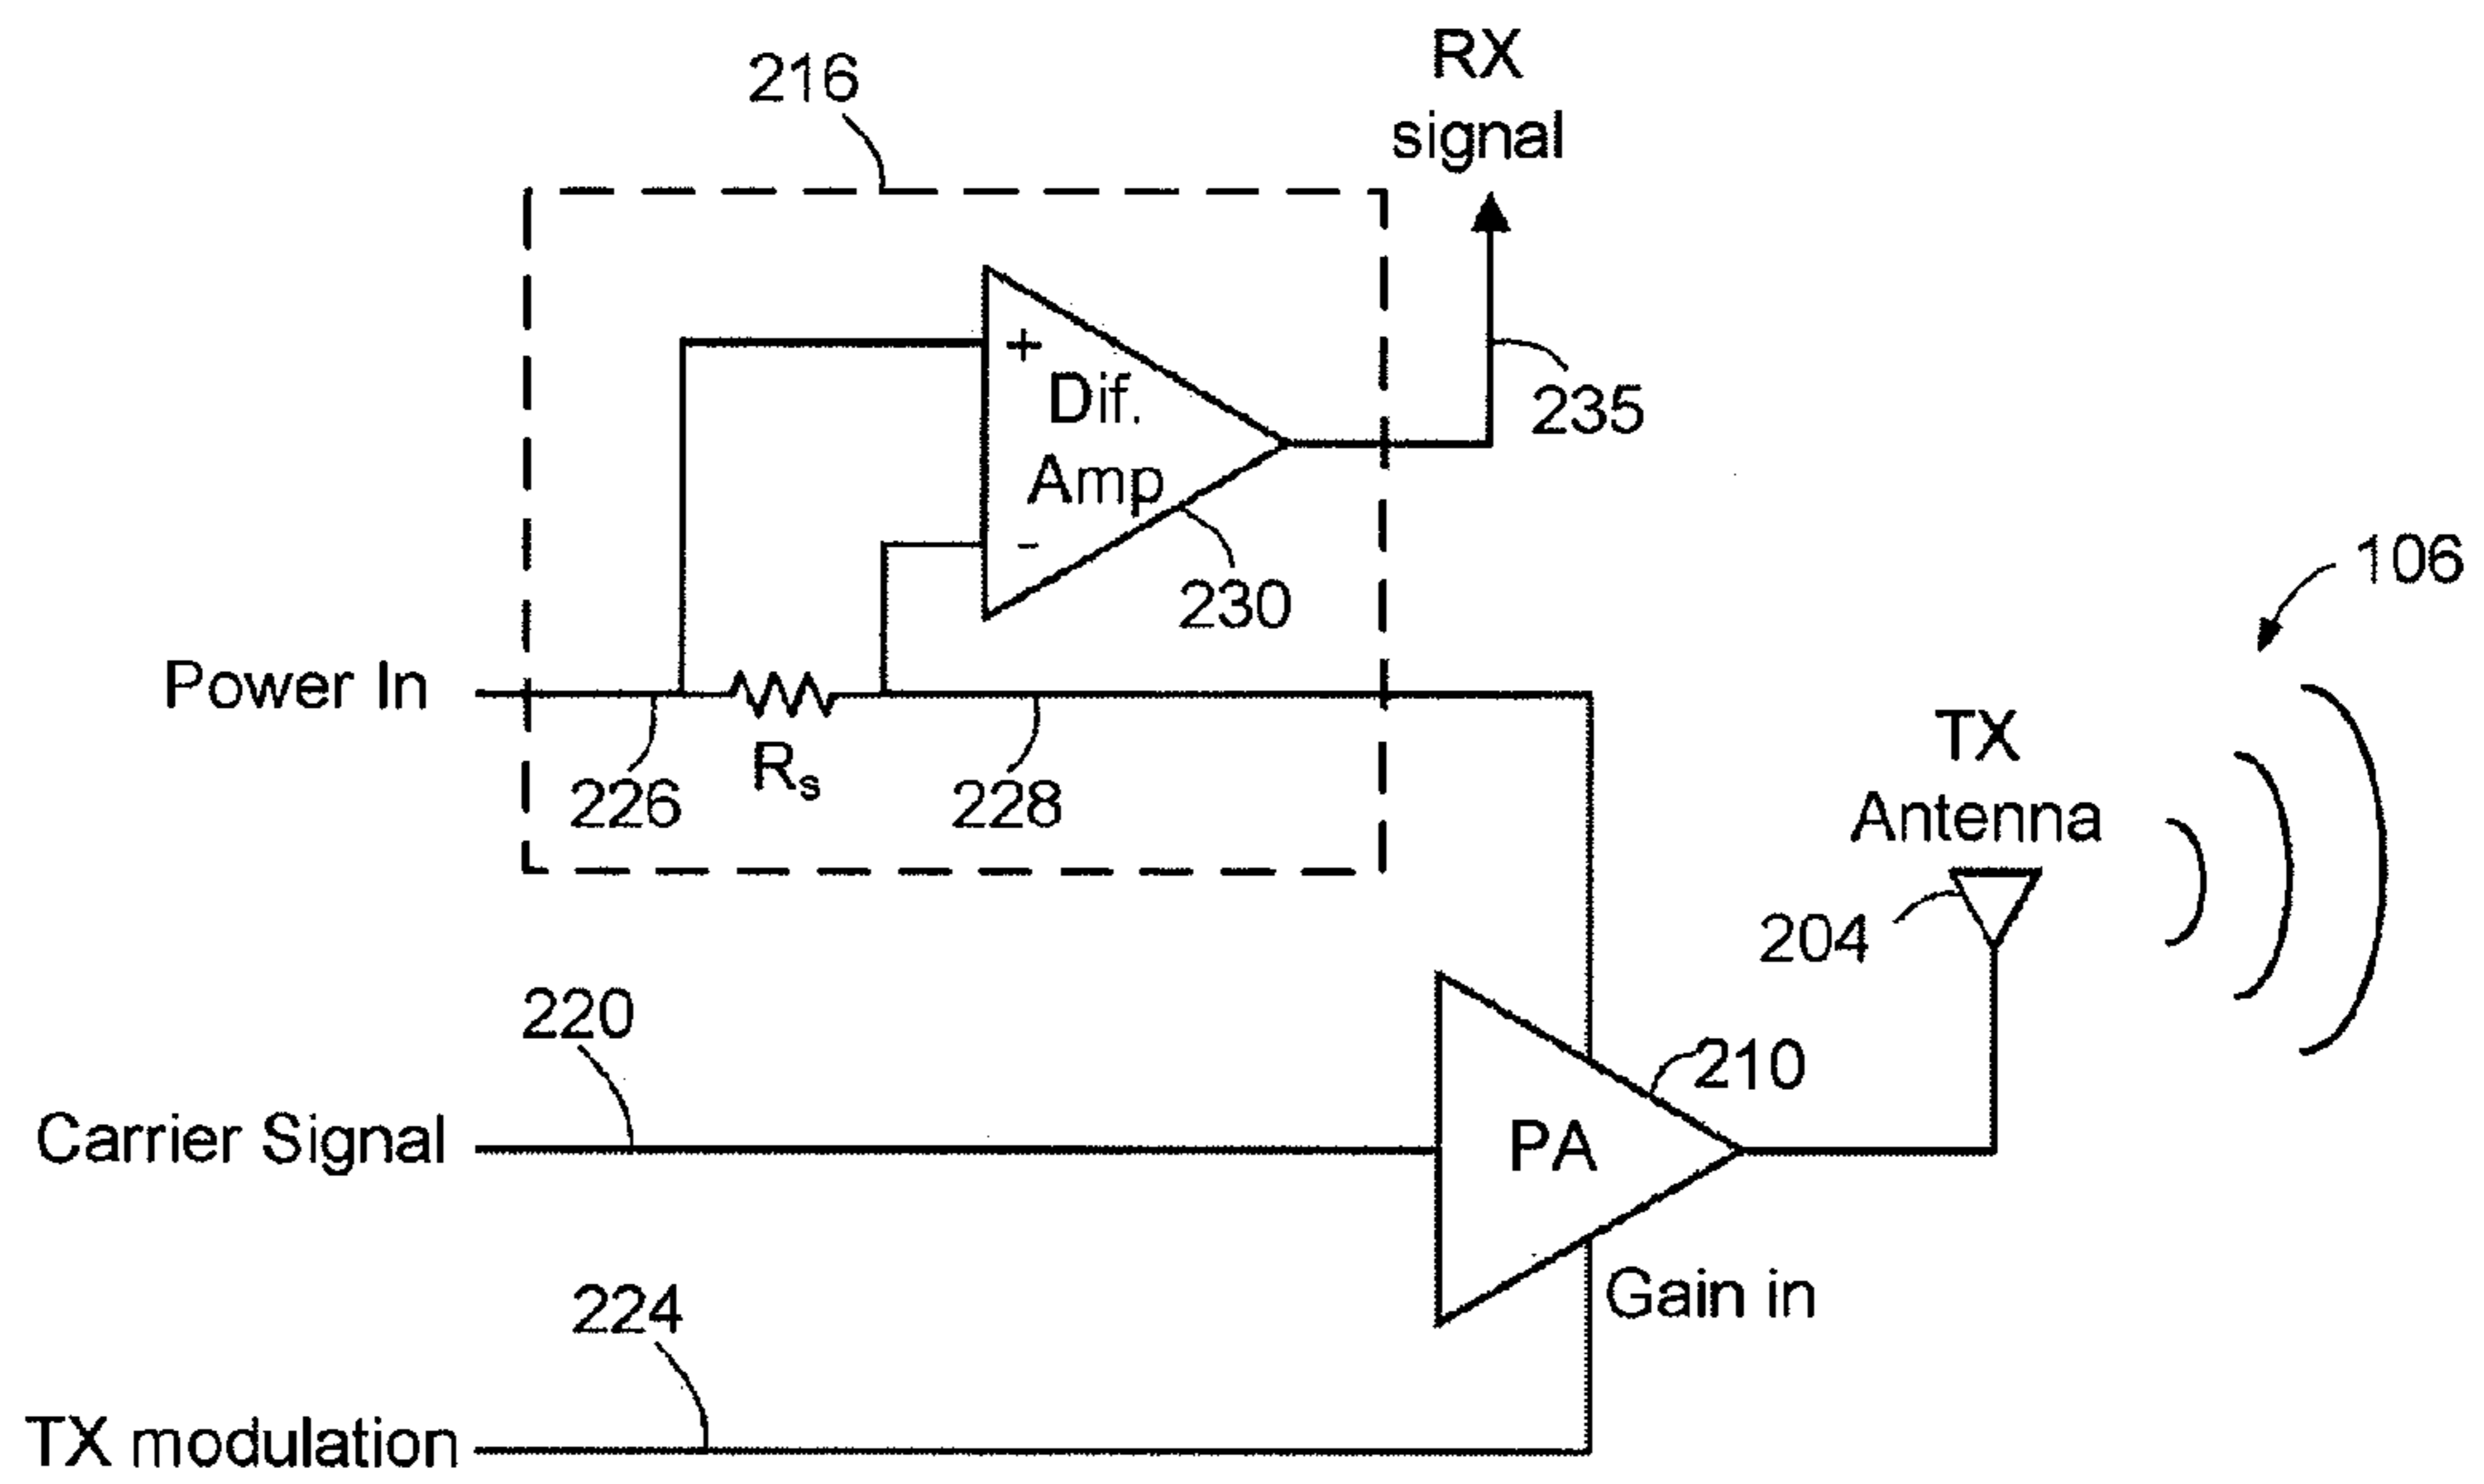 216
RX
signal
+
Dif.
Amp
-
235
230
106
Power In
226
Rs
228
TX
Antenna
204
220
Carrier Signal
PA
210
Gain in
224
TX modulation